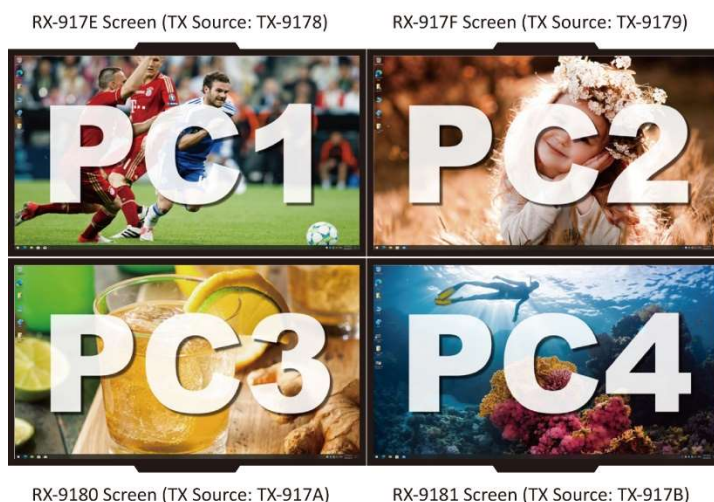 RX-917E Screen (TX Source: TX-9178)
RX-917F Screen (TX Source: TX-9179)
PC1
PC2
PC3
PC4
RX-9180 Screen (TX Source: TX-917A)
RX-9181 Screen (TX Source: TX-917B)